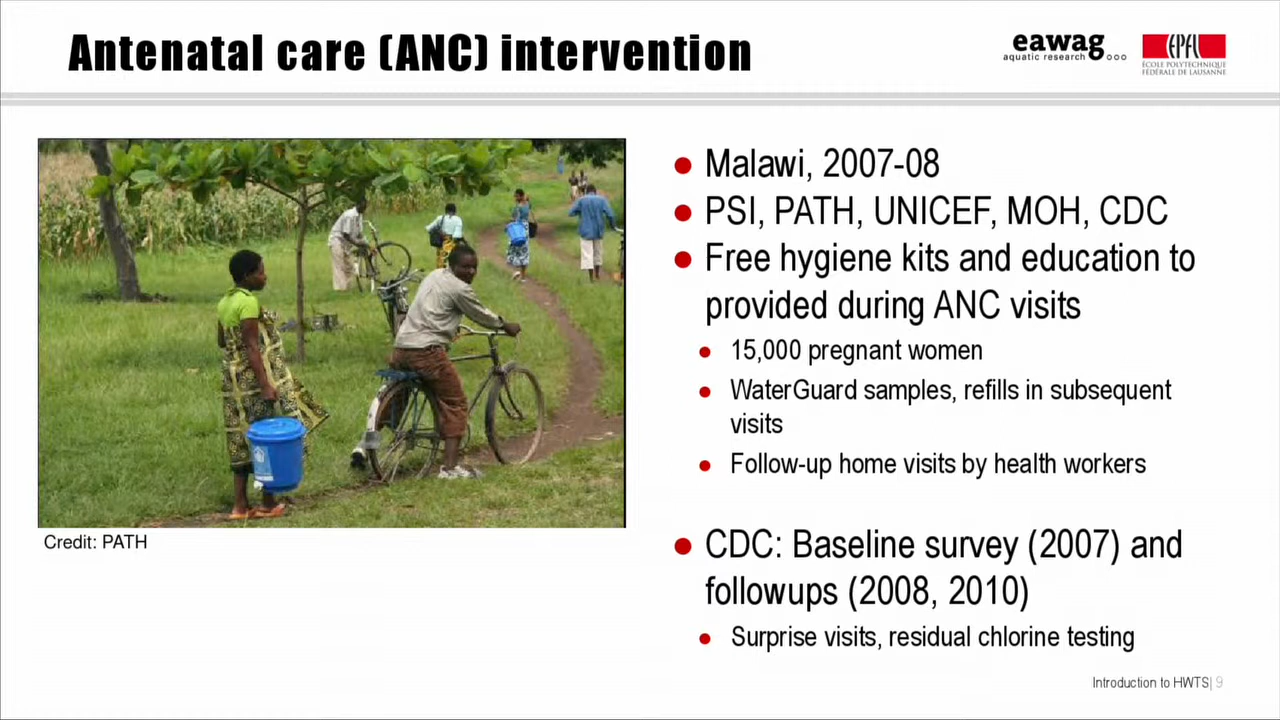 Antenatal care (ANC) intervention
eawag
aquatic research
EPFL
ÉCOLE POLYTECHNIQUE
FÉDÉRALE DE LAUSANNE
Malawi, 2007-08
PSI, PATH, UNICEF, MOH, CDC
Free hygiene kits and education to
provided during ANC visits
15,000 pregnant women
WaterGuard samples, refills in subsequent
visits
Follow-up home visits by health workers
Credit: PATH
CDC: Baseline survey (2007) and
followups (2008, 2010)
Surprise visits, residual chlorine testing
Introduction to HWTS| 9